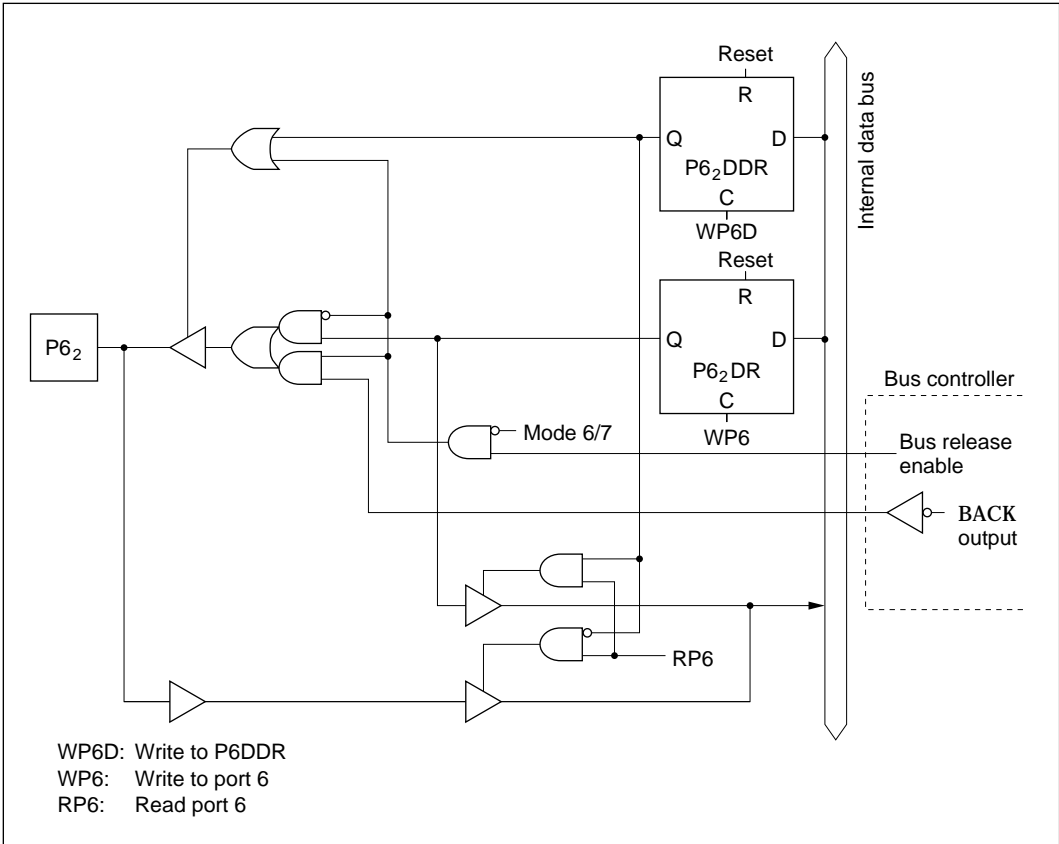 Reset
R
Q
D
P6₂DDR
C
WP6D
Internal data bus
Reset
R
Q
D
P6₂DR
C
WP6
P6₂
Bus controller
Mode 6/7
Bus release
enable
BACK
output
RP6
WP6D: Write to P6DDR
WP6: Write to port 6
RP6: Read port 6